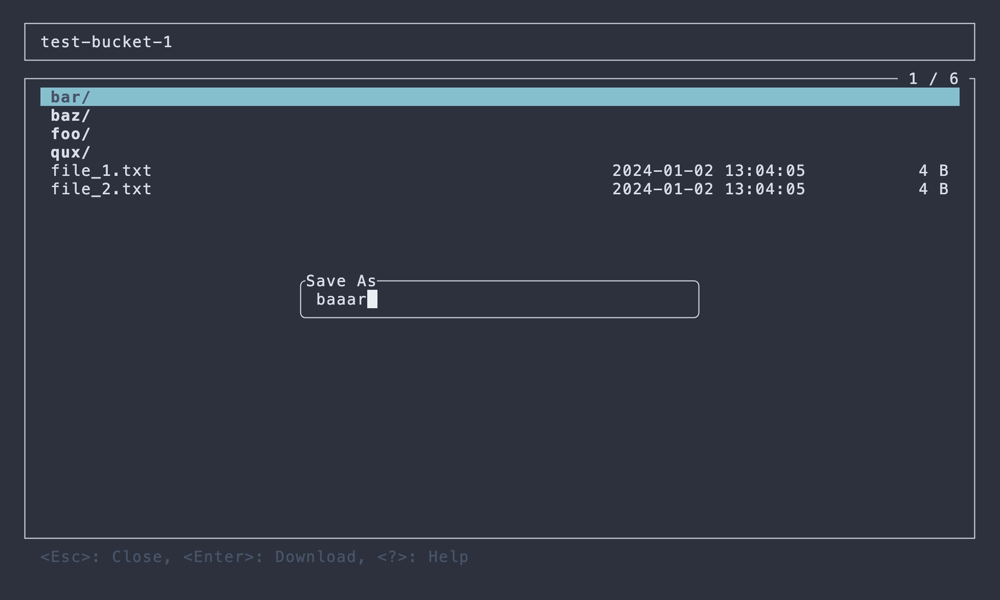 test-bucket-1
1 / 6
bar/
baz/
foo/
qux/
file_1.txt 2024-01-02 13:04:05 4 B
file_2.txt 2024-01-02 13:04:05 4 B
Save As
baaar
<Esc>: Close, <Enter>: Download, <?>: Help